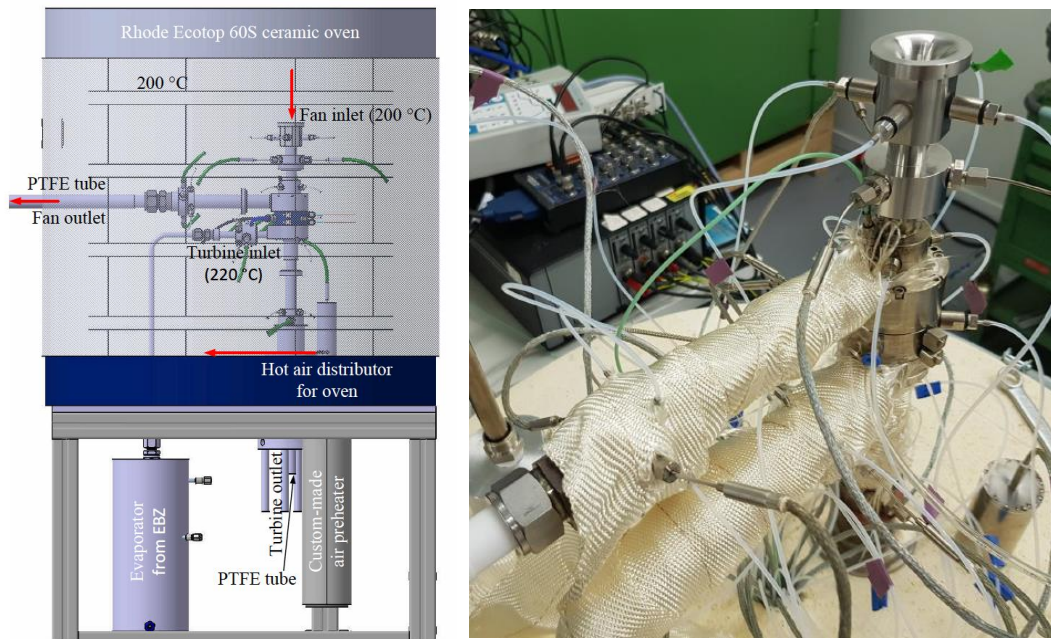 Rhode Ecotop 60S ceramic oven
200 °C
Fan inlet (200 °C)
PTFE tube
Fan outlet
Turbine inlet
(220 °C)
Hot air distributor
for oven
Evaporator
from EBZ
Turbine outlet
Custom-made
air preheater
PTFE tube